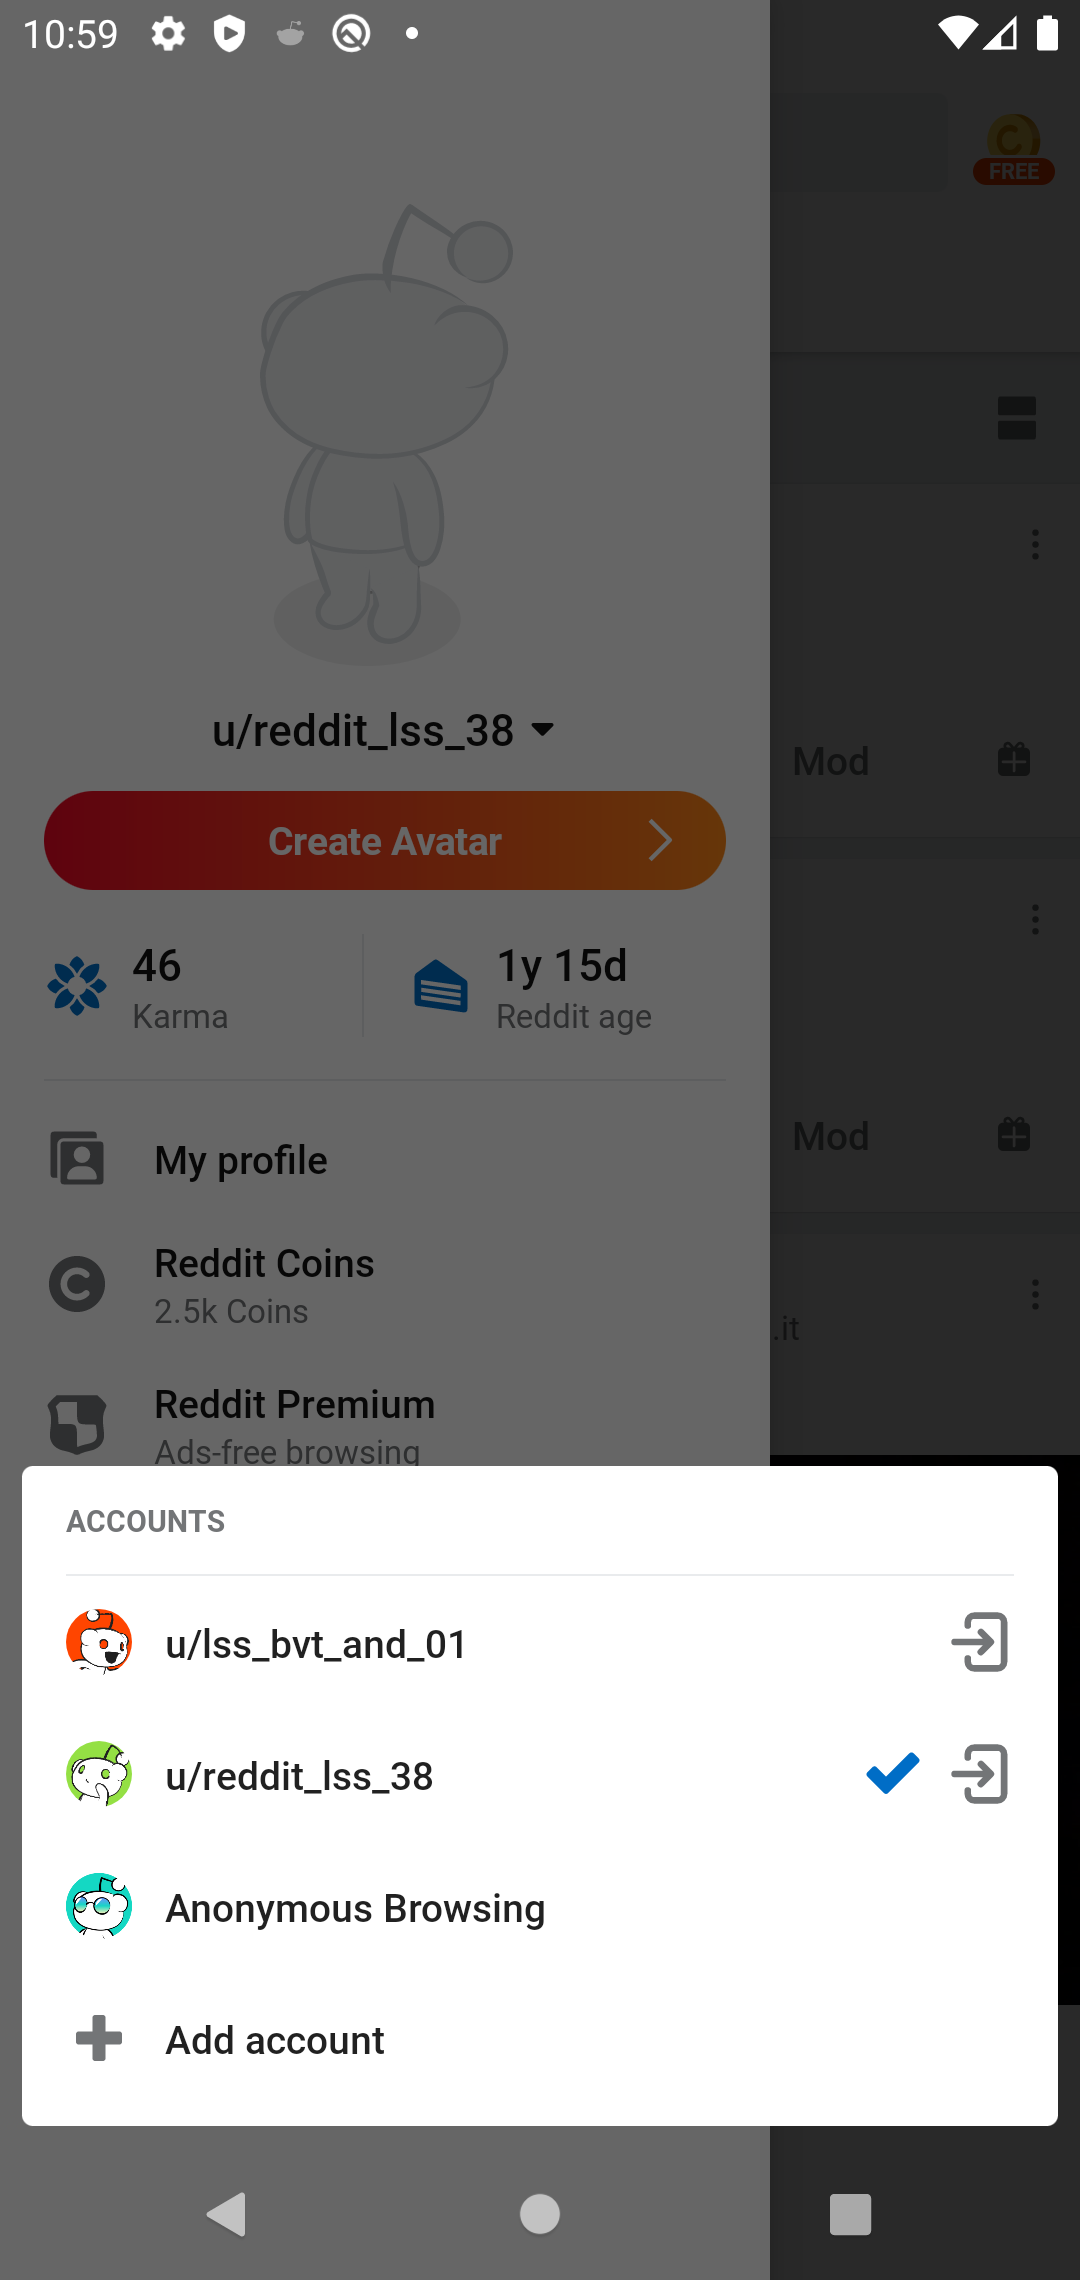 10:59
FREE
u/reddit_lss_38
Mod
Create Avatar
46
Karma
1y 15d
Reddit age
Mod
My profile
Reddit Coins
2.5k Coins
.it
Reddit Premium
Ads-free browsing
ACCOUNTS
u/lss_bvt_and_01
u/reddit_lss_38
Anonymous Browsing
Add account